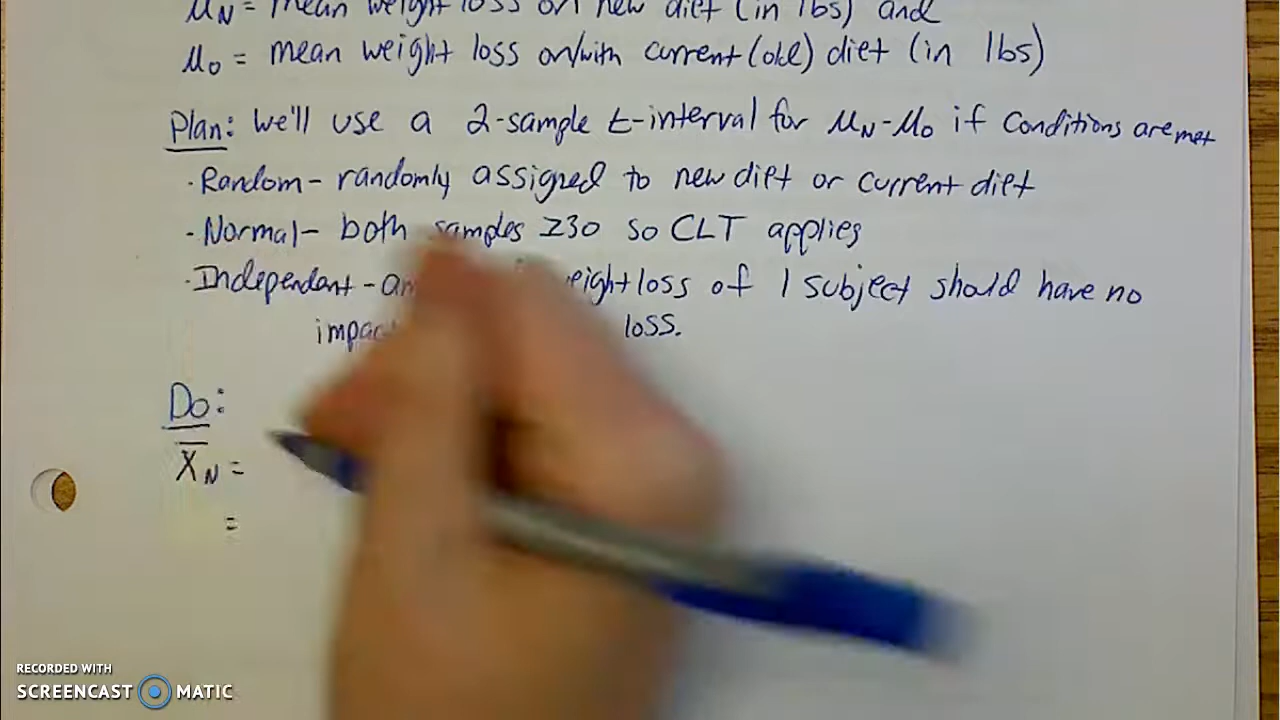 μN = mean weight loss on new diet (in lbs) and
μo = mean weight loss on/with current (old) diet (in lbs)
Plan: We'll use a 2-sample t-interval for μN-μo if conditions are met
·Random - randomly assigned to new diet or current diet
·Normal - both samples ≥30 so CLT applies
·Independent - loss of 1 subject should have no
loss.
Do:
x̄N =
=
RECORDED WITH
SCREENCAST MATIC